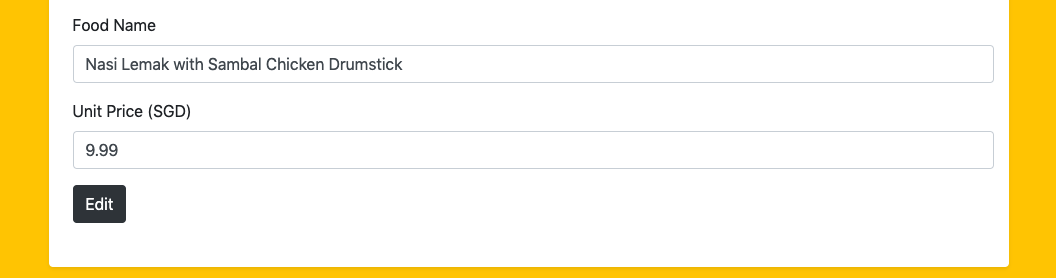 Food Name
Nasi Lemak with Sambal Chicken Drumstick
Unit Price (SGD)
9.99
Edit